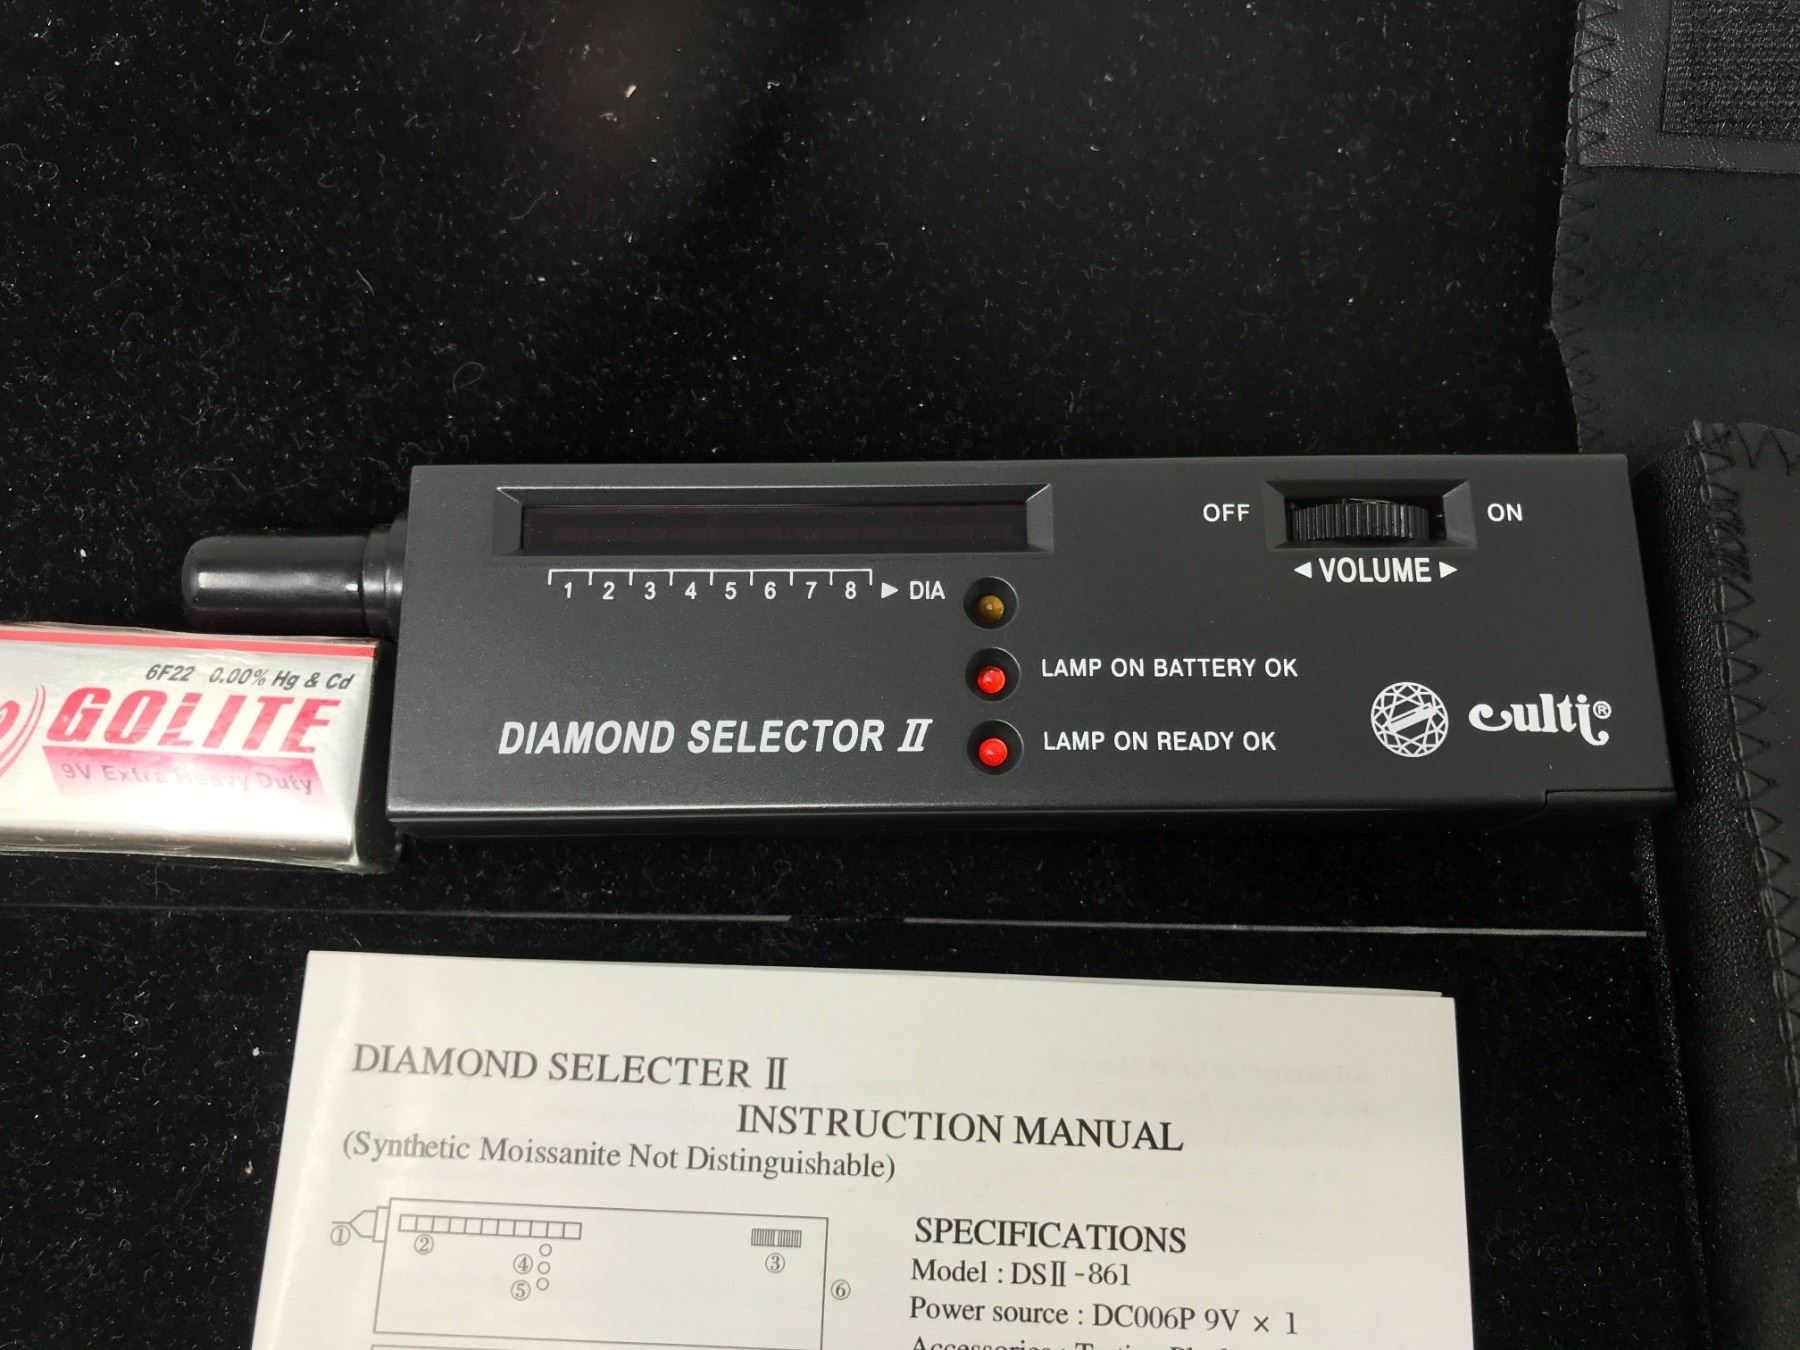 OFF
ON
◄ VOLUME ►
1 2 3 4 5 6 7 8 ► DIA
LAMP ON BATTERY OK
DIAMOND SELECTOR II
LAMP ON READY OK
culti®
6F22 0.00% Hg & Cd
GOLITE
9V Extra Heavy Duty
DIAMOND SELECTER II
INSTRUCTION MANUAL
(Synthetic Moissanite Not Distinguishable)
① ② ③ ④ ⑤ ⑥
SPECIFICATIONS
Model : DSII-861
Power source : DC006P 9V × 1